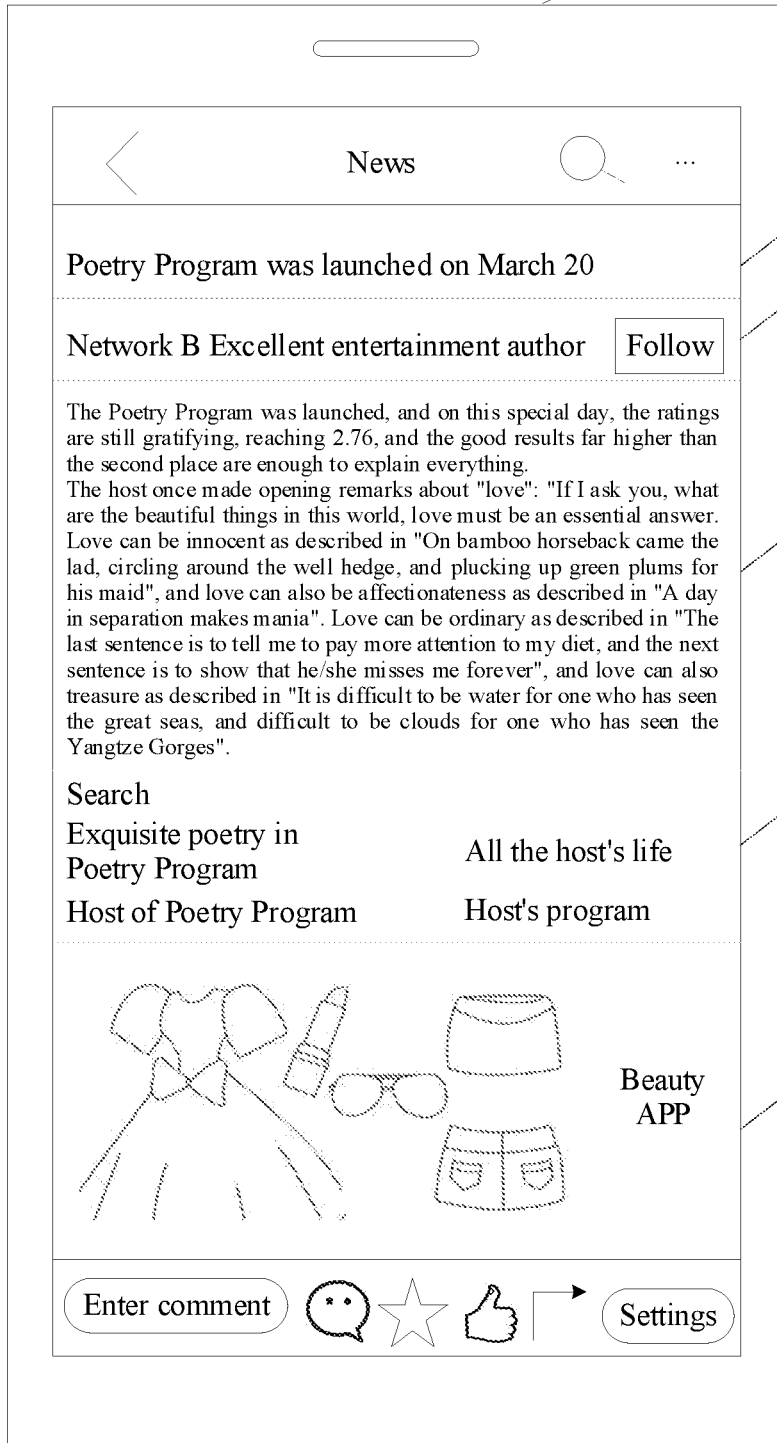 News
...
Poetry Program was launched on March 20
Network B Excellent entertainment author
Follow
The Poetry Program was launched, and on this special day, the ratings
are still gratifying, reaching 2.76, and the good results far higher than
the second place are enough to explain everything.
The host once made opening remarks about "love": "If I ask you, what
are the beautiful things in this world, love must be an essential answer.
Love can be innocent as described in "On bamboo horseback came the
lad, circling around the well hedge, and plucking up green plums for
his maid", and love can also be affectionateness as described in "A day
in separation makes mania". Love can be ordinary as described in "The
last sentence is to tell me to pay more attention to my diet, and the next
sentence is to show that he/she misses me forever", and love can also
treasure as described in "It is difficult to be water for one who has seen
the great seas, and difficult to be clouds for one who has seen the
Yangtze Gorges".
Search
Exquisite poetry in
Poetry Program
All the host's life
Host of Poetry Program
Host's program
Beauty
APP
Enter comment
Settings